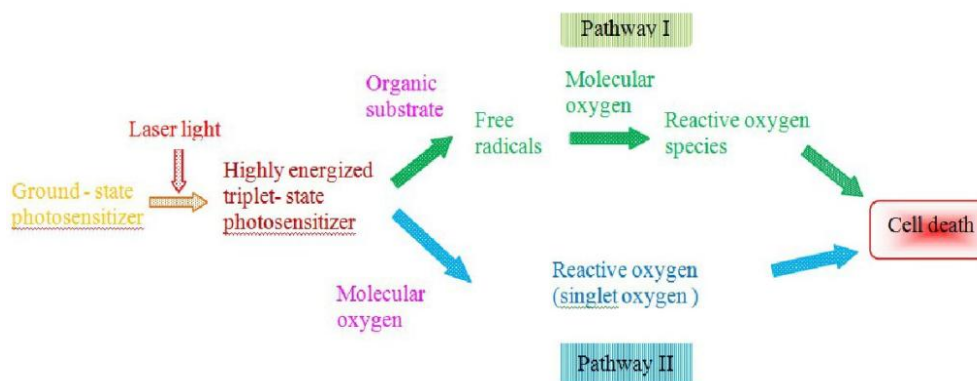 Pathway I
Organic
substrate
Molecular
oxygen
Laser light
Free
radicals
Reactive oxygen
species
Ground - state
photosensitizer
Highly energized
triplet- state
photosensitizer
Cell death
Molecular
oxygen
Reactive oxygen
(singlet oxygen )
Pathway II